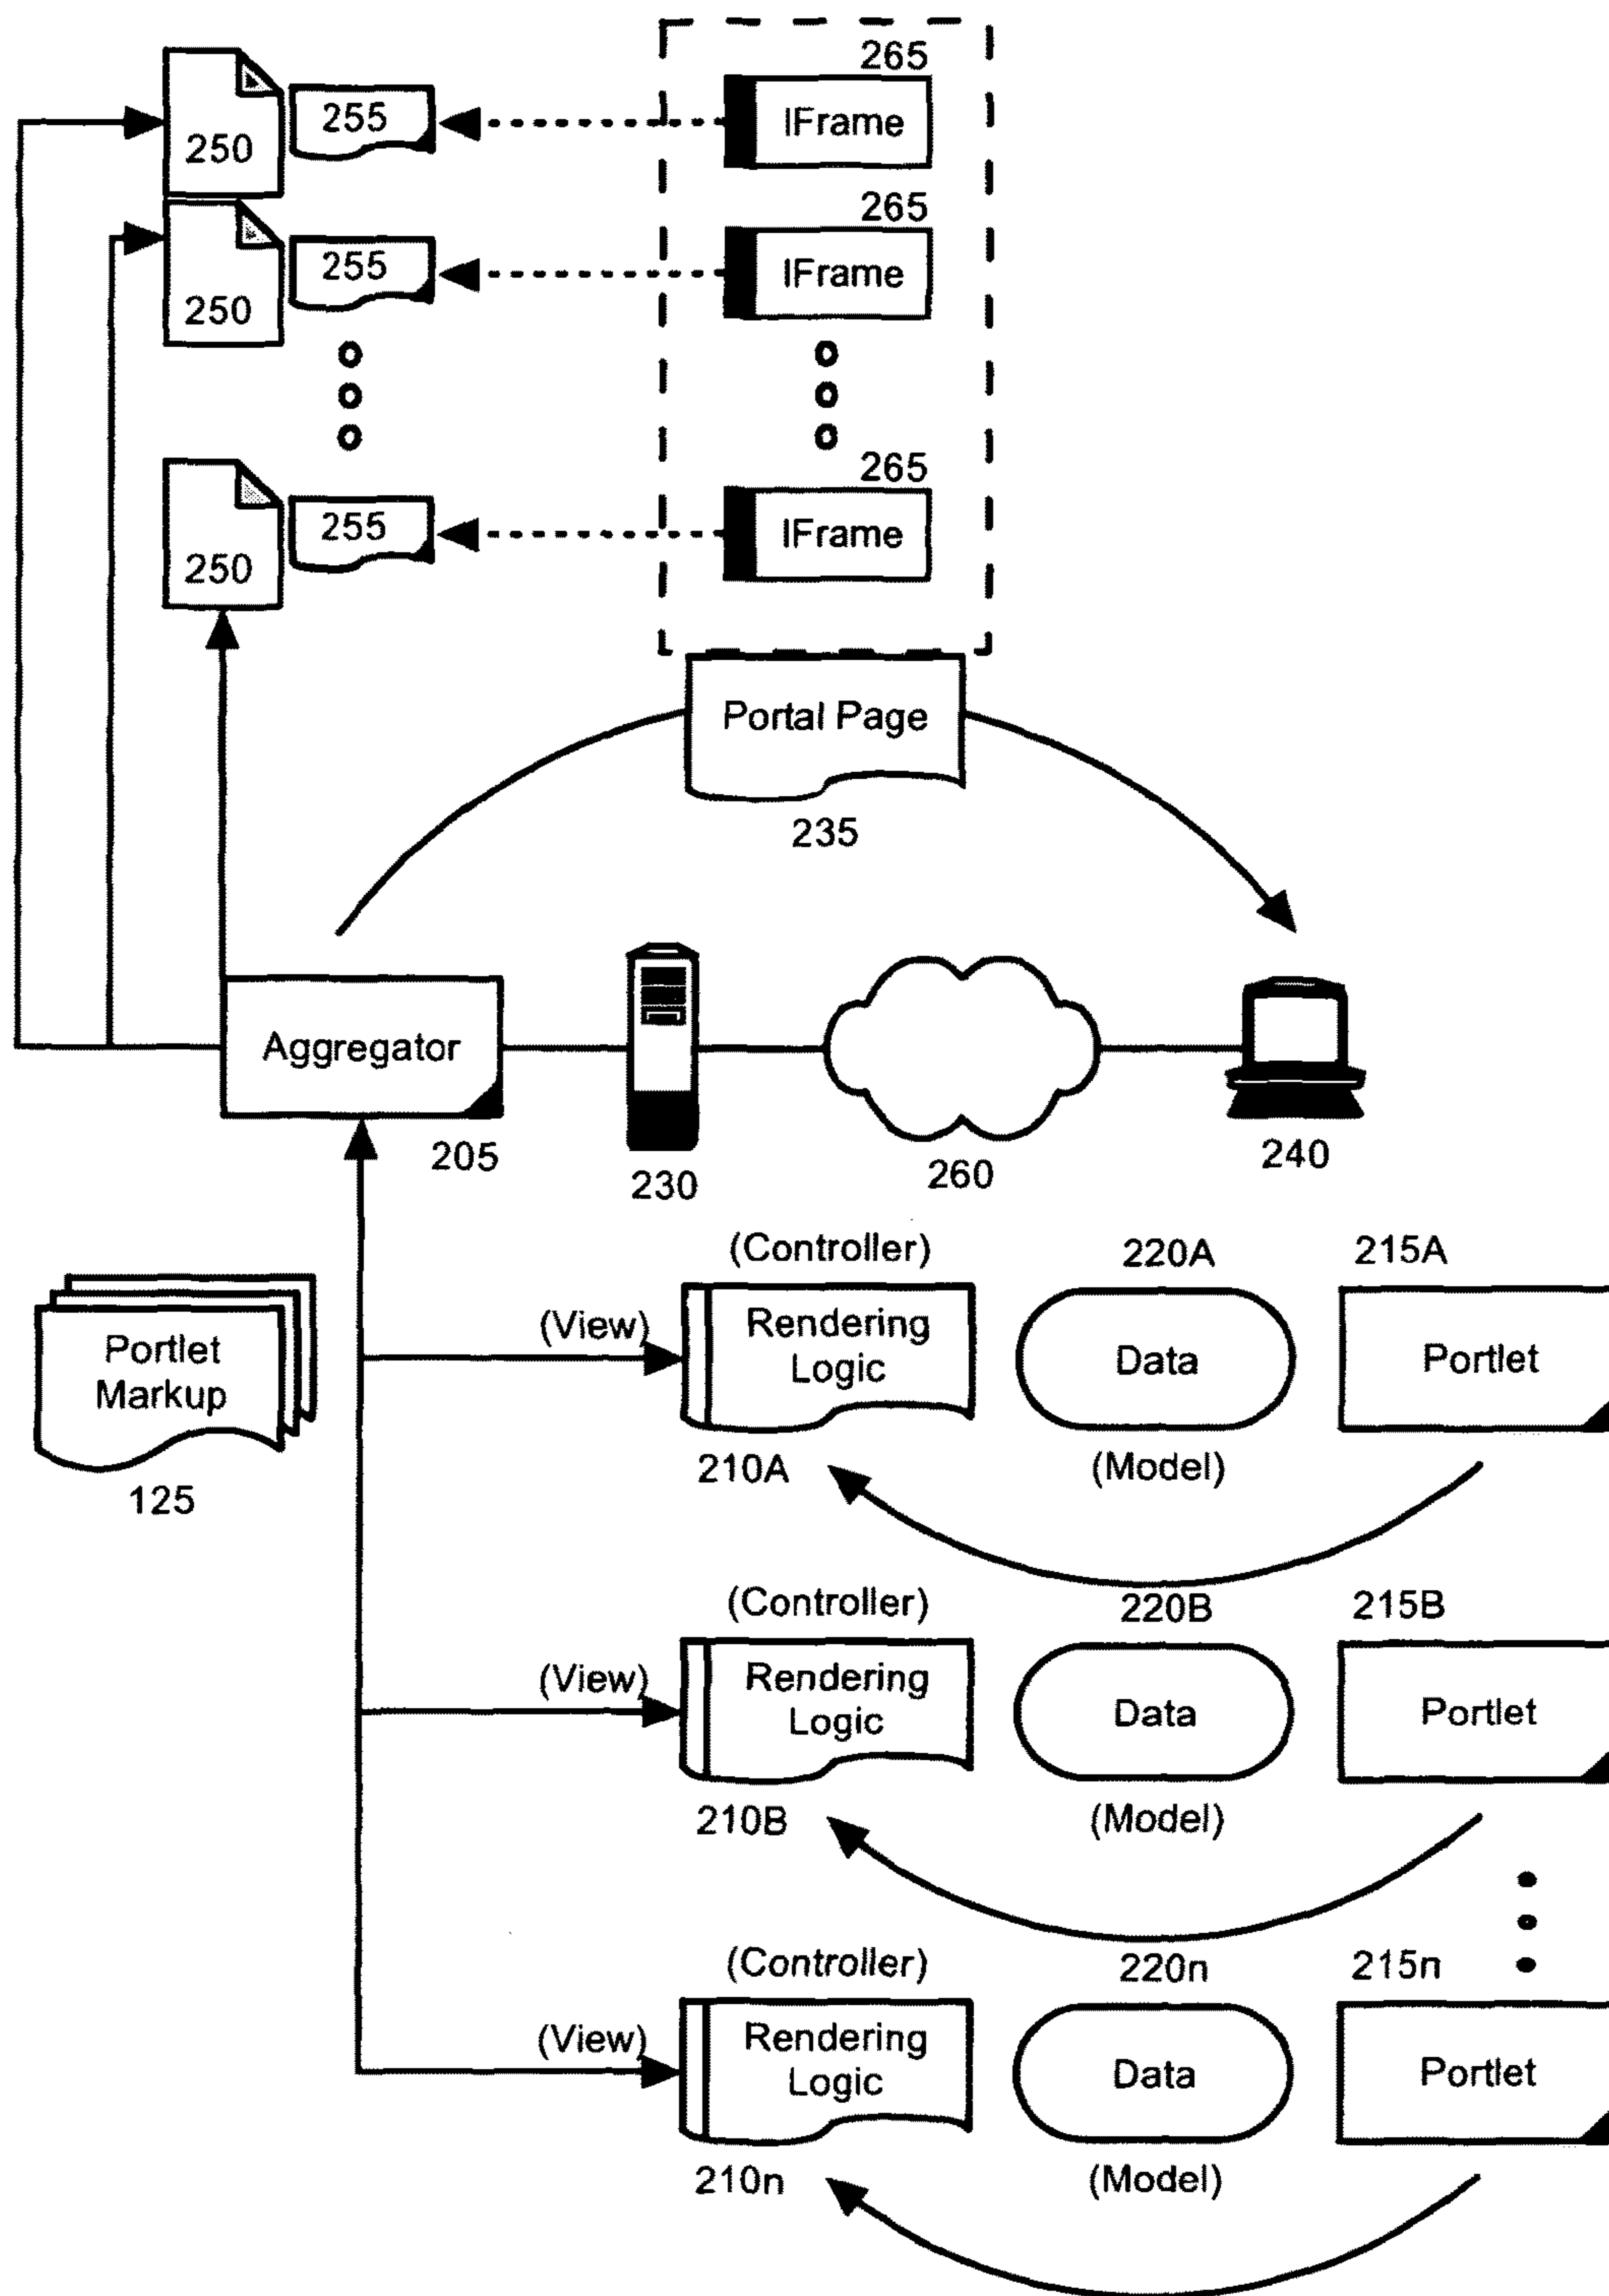 265
255
IFrame
250
265
255
IFrame
250
265
255
IFrame
250
Portal Page
235
Aggregator
205
230
260
240
(Controller)
220A
215A
Portlet
Markup
125
(View)
Rendering
Logic
Data
Portlet
210A
(Model)
(Controller)
220B
215B
(View)
Rendering
Logic
Data
Portlet
210B
(Model)
(Controller)
220n
215n
(View)
Rendering
Logic
Data
Portlet
210n
(Model)